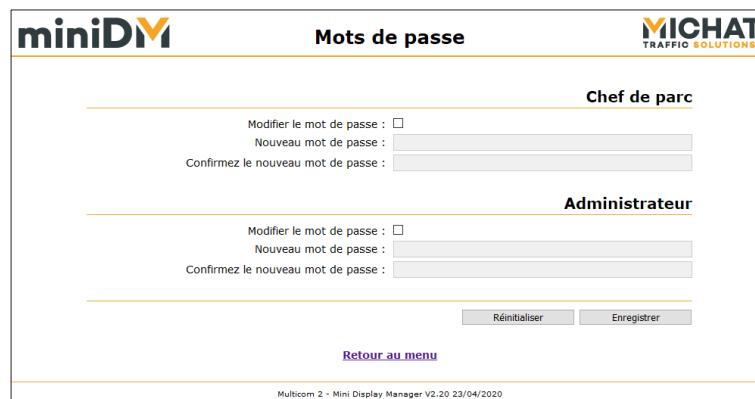 miniDM
Mots de passe
MICHAT
TRAFFIC SOLUTIONS
Chef de parc
Modifier le mot de passe :
Nouveau mot de passe :
Confirmez le nouveau mot de passe :
Administrateur
Modifier le mot de passe :
Nouveau mot de passe :
Confirmez le nouveau mot de passe :
Réinitialiser Enregistrer
Retour au menu
Multicom 2 - Mini Display Manager V2.20 23/04/2020